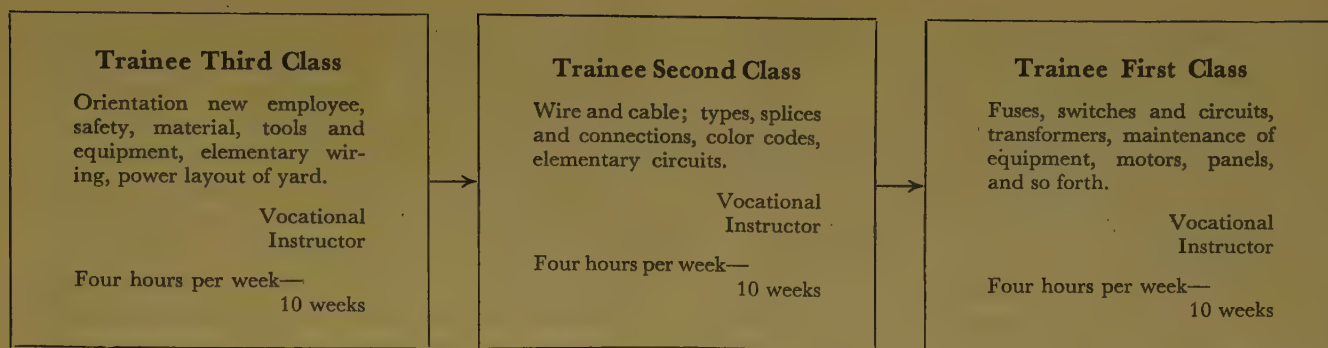 Trainee Third Class
Orientation new employee,
safety, material, tools and
equipment, elementary wir-
ing, power layout of yard.
Vocational
Instructor
Four hours per week—
10 weeks
Trainee Second Class
Wire and cable; types, splices
and connections, color codes,
elementary circuits.
Vocational
Instructor
Four hours per week—
10 weeks
Trainee First Class
Fuses, switches and circuits,
transformers, maintenance of
equipment, motors, panels,
and so forth.
Vocational
Instructor
Four hours per week—
10 weeks